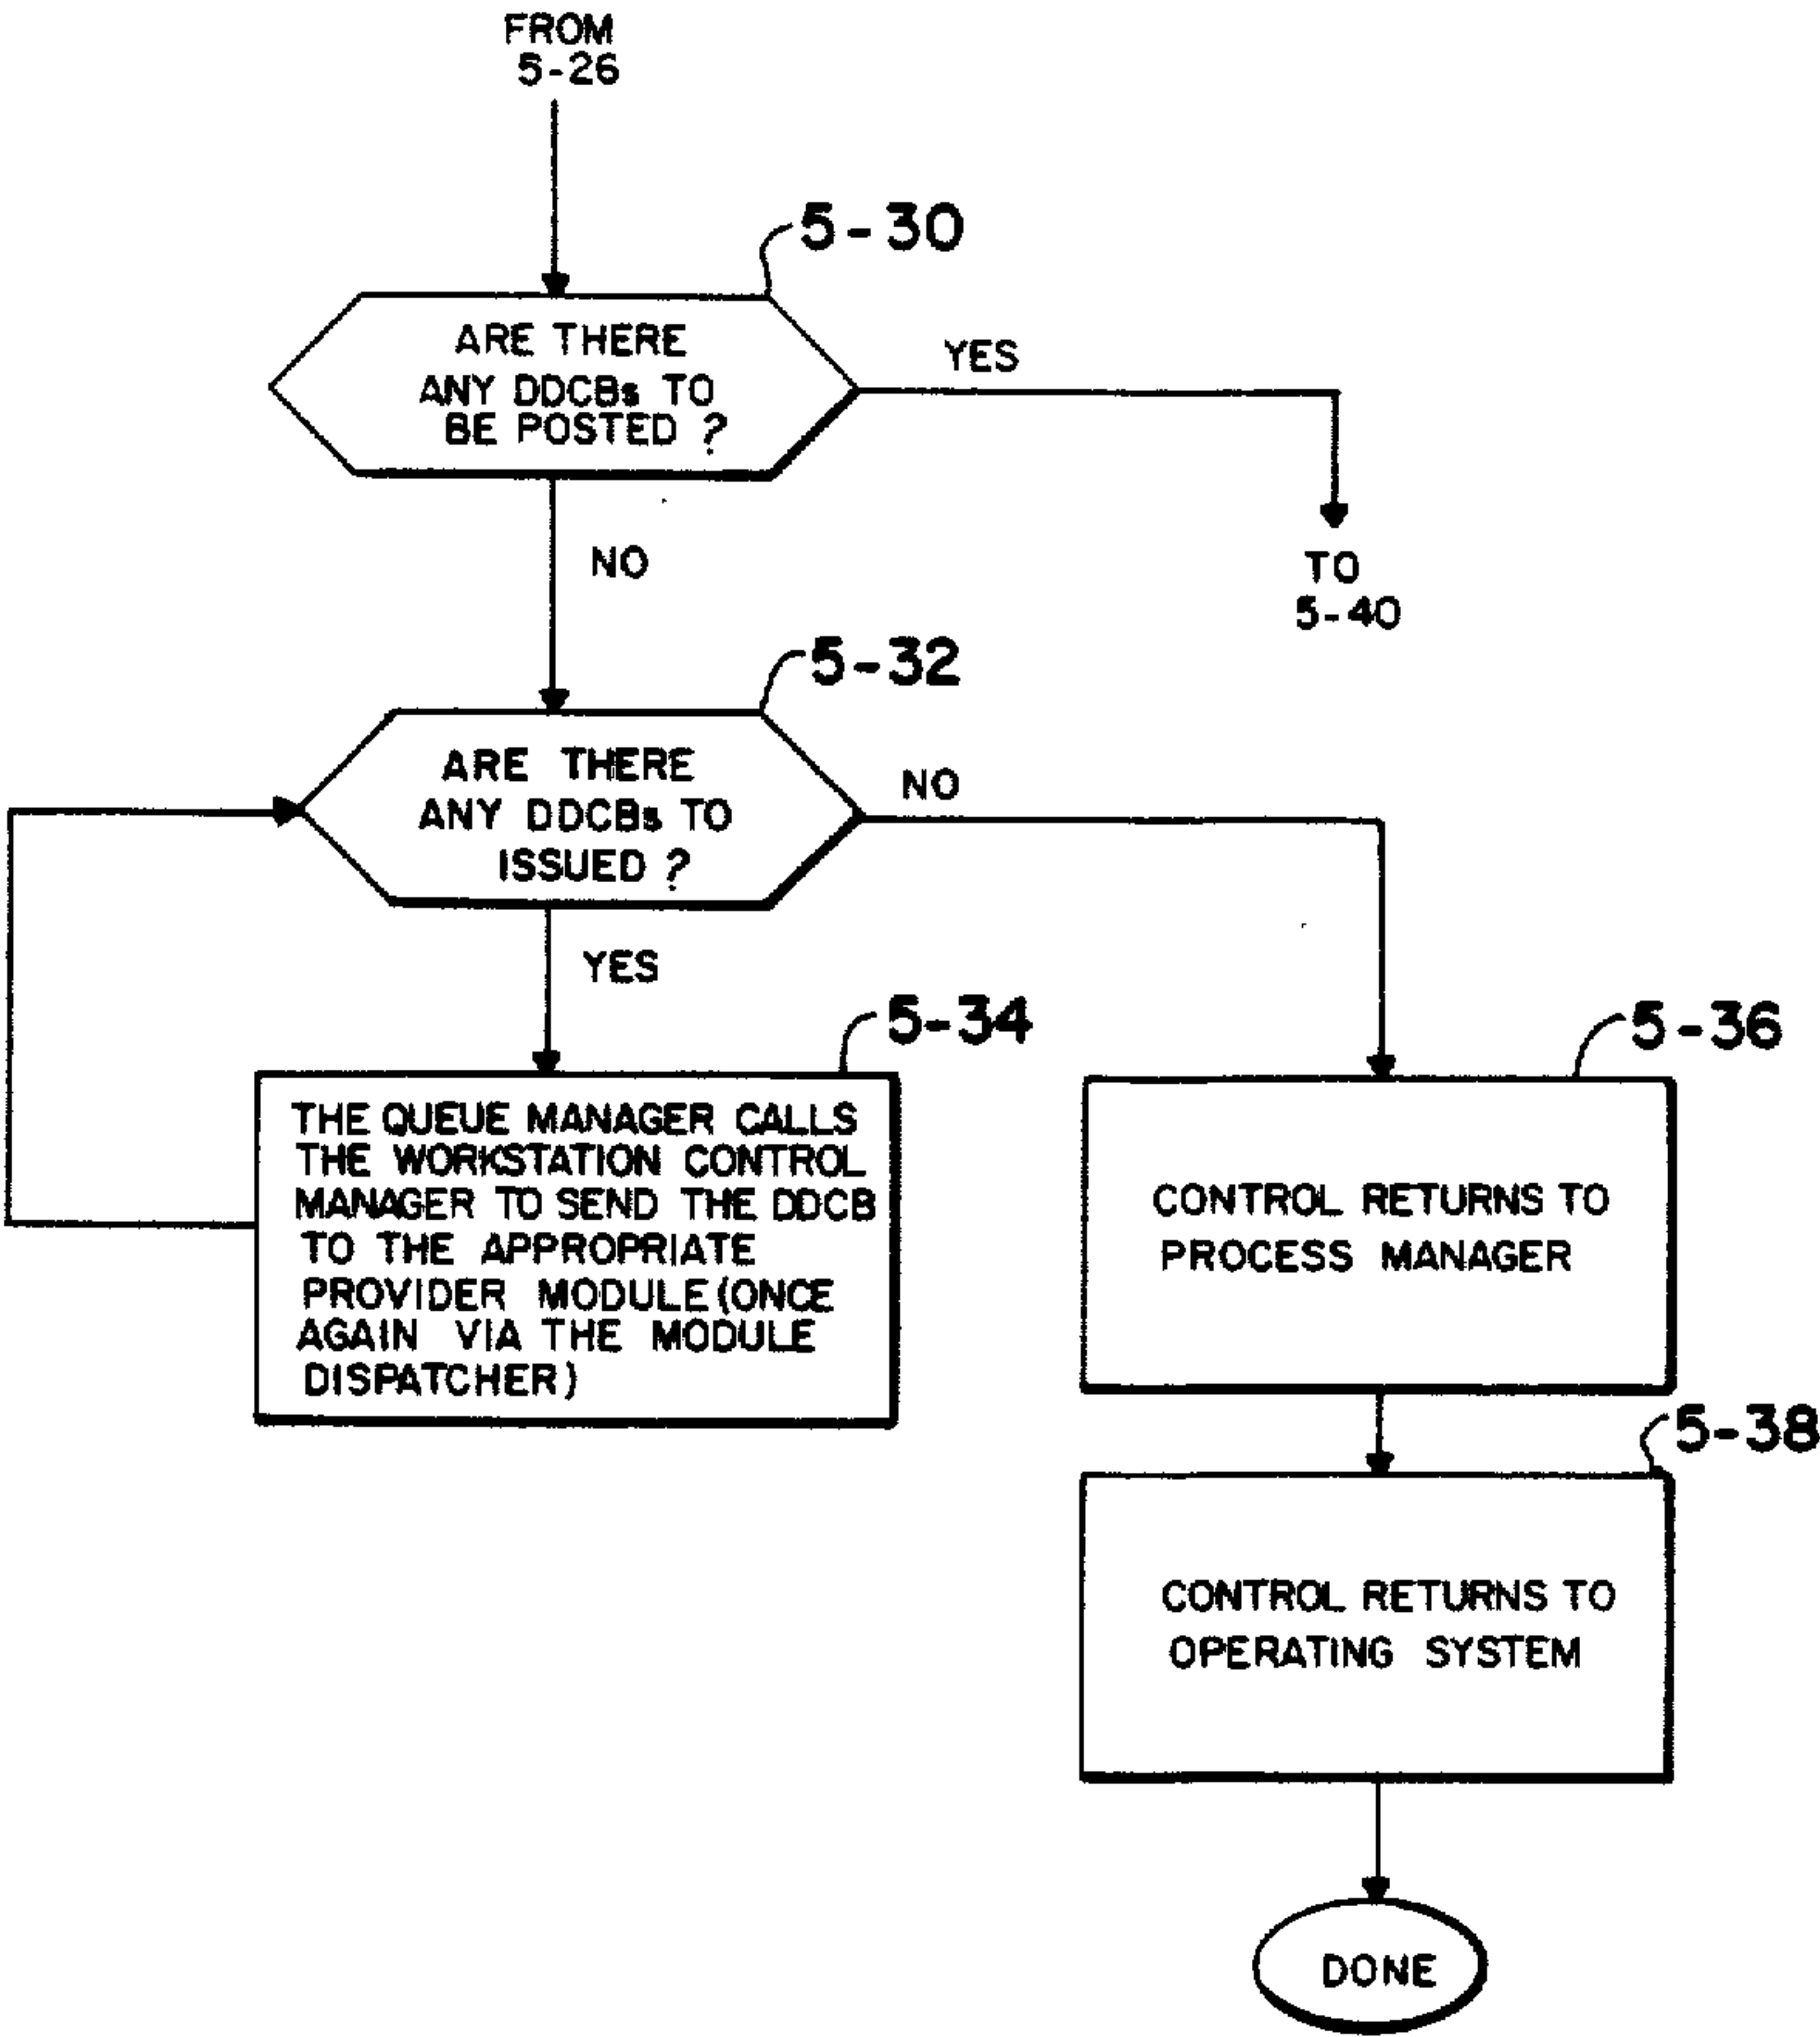 FROM
5-26
5-30
ARE THERE
ANY DDCBs TO
BE POSTED ?
YES
NO
TO
5-40
5-32
ARE THERE
ANY DDCBs TO
ISSUED ?
NO
YES
5-34
THE QUEUE MANAGER CALLS
THE WORKSTATION CONTROL
MANAGER TO SEND THE DDCB
TO THE APPROPRIATE
PROVIDER MODULE (ONCE
AGAIN VIA THE MODULE
DISPATCHER)
5-36
CONTROL RETURNS TO
PROCESS MANAGER
5-38
CONTROL RETURNS TO
OPERATING SYSTEM
DONE